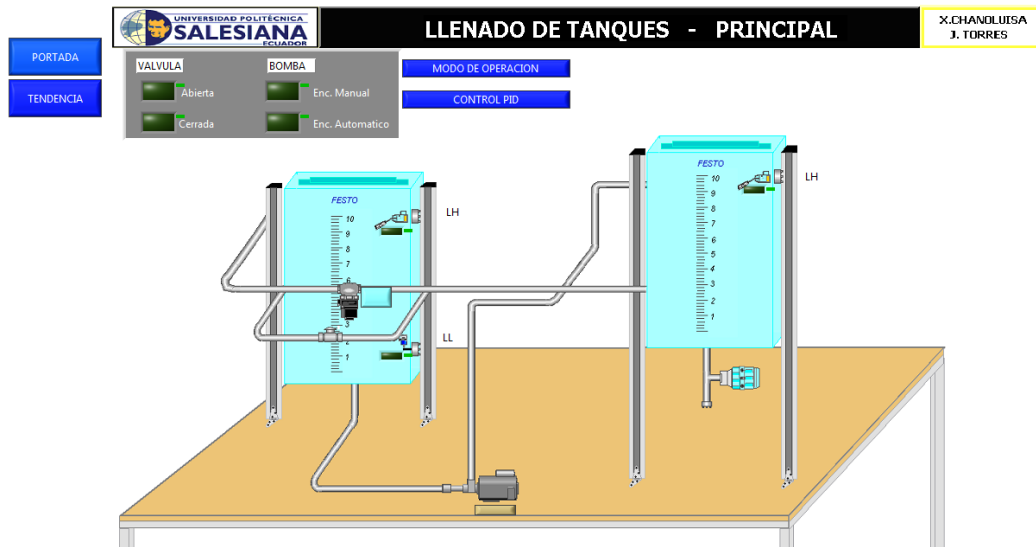 UNIVERSIDAD POLITÉCNICA
SALESIANA
ECUADOR
LLENADO DE TANQUES - PRINCIPAL
X.CHANOLUISA
J. TORRES
PORTADA
TENDENCIA
VALVULA
BOMBA
Abierta
Enc. Manual
Cerrada
Enc. Automatico
MODO DE OPERACION
CONTROL PID
FESTO
10
9
8
7
6
5
4
3
2
1
LH
FESTO
10
9
8
7
6
3
2
1
LH
LL